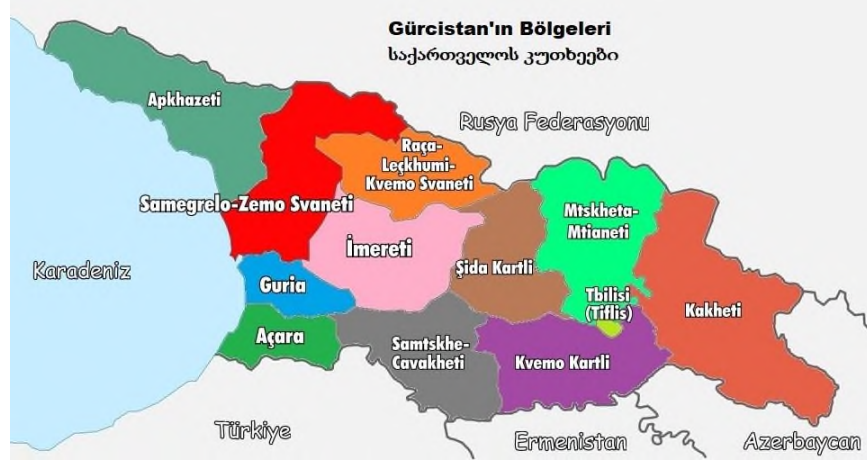 Gürcistan'ın Bölgeleri
საქართველოს კუთხეები
Apkhazeti
Rusya Federasyonu
Raça-
Leçkhumi-
Kvemo Svaneti
Samegrelo-Zemo Svaneti
Mtskheta-
Mtianeti
İmereti
Şida Kartli
Karadeniz
Guria
Tbilisi
(Tiflis)
Kakheti
Açara
Samtskhe-
Cavakheti
Kvemo Kartli
Türkiye
Ermenistan
Azerbaycan